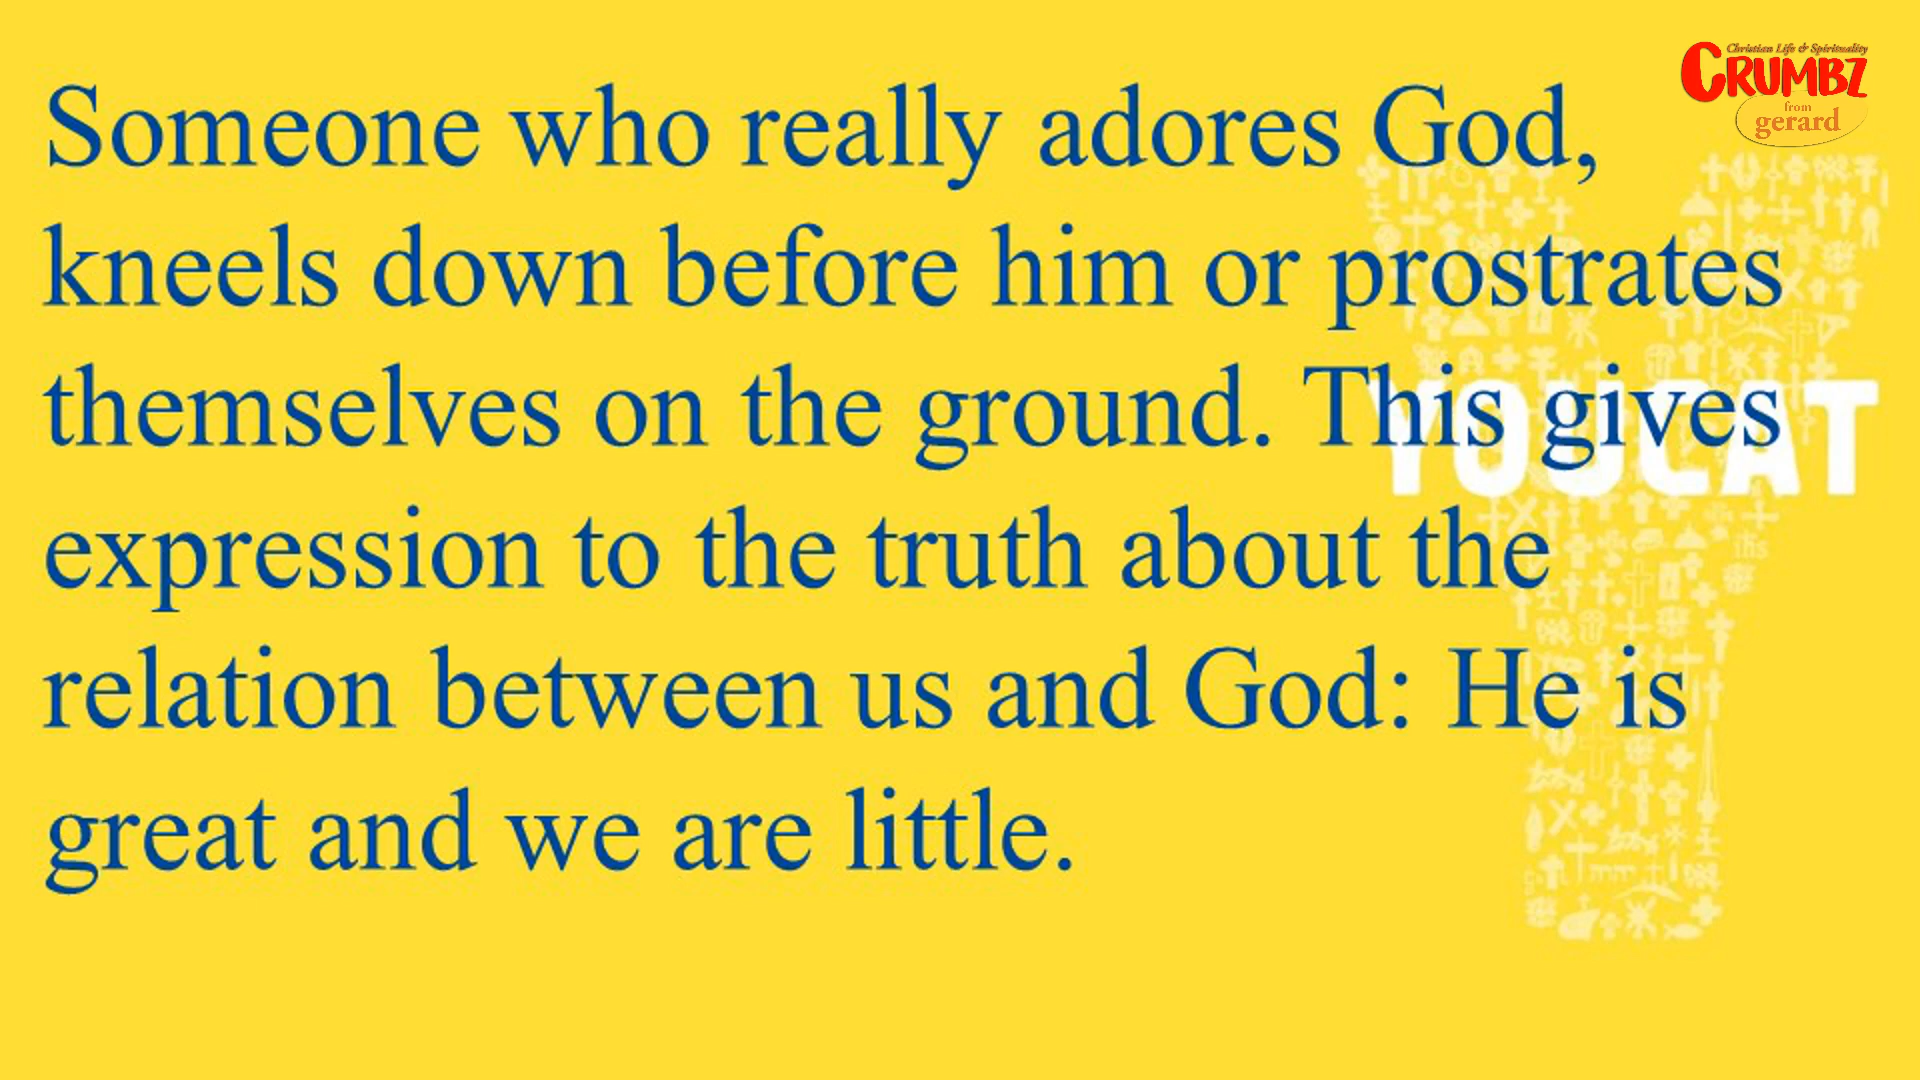 Christian Life & Spirituality
CRUMBZ
from
gerard
Someone who really adores God,
kneels down before him or prostrates
themselves on the ground. This gives
expression to the truth about the
relation between us and God: He is
great and we are little.
YOUCAT
ihs